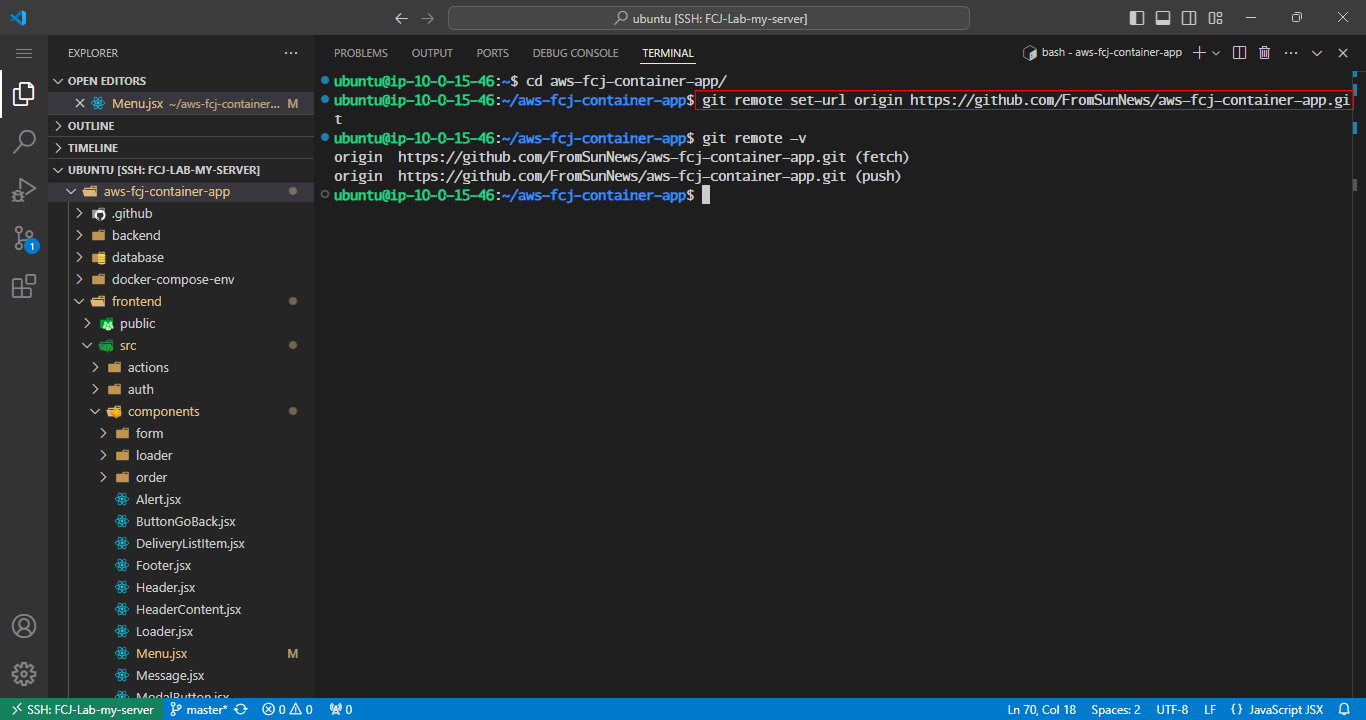 ubuntu [SSH: FCJ-Lab-my-server]
EXPLORER
OPEN EDITORS
Menu.jsx ~/aws-fcj-container... M
OUTLINE
TIMELINE
UBUNTU [SSH: FCJ-LAB-MY-SERVER]
aws-fcj-container-app
.github
backend
database
docker-compose-env
frontend
public
src
actions
auth
components
form
loader
order
Alert.jsx
ButtonGoBack.jsx
DeliveryListItem.jsx
Footer.jsx
Header.jsx
HeaderContent.jsx
Loader.jsx
Menu.jsx M
Message.jsx
ModalButton.jsx
1
PROBLEMS OUTPUT PORTS DEBUG CONSOLE TERMINAL
bash - aws-fcj-container-app
ubuntu@ip-10-0-15-46:~$ cd aws-fcj-container-app/
ubuntu@ip-10-0-15-46:~/aws-fcj-container-app$ git remote set-url origin https://github.com/FromSunNews/aws-fcj-container-app.gi
t
ubuntu@ip-10-0-15-46:~/aws-fcj-container-app$ git remote -v
origin  https://github.com/FromSunNews/aws-fcj-container-app.git (fetch)
origin  https://github.com/FromSunNews/aws-fcj-container-app.git (push)
ubuntu@ip-10-0-15-46:~/aws-fcj-container-app$
SSH: FCJ-Lab-my-server master* 0 0 0 Ln 70, Col 18 Spaces: 2 UTF-8 LF {} JavaScript JSX